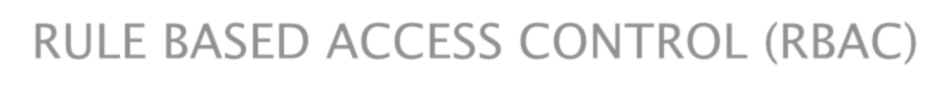 RULE BASED ACCESS CONTROL (RBAC)